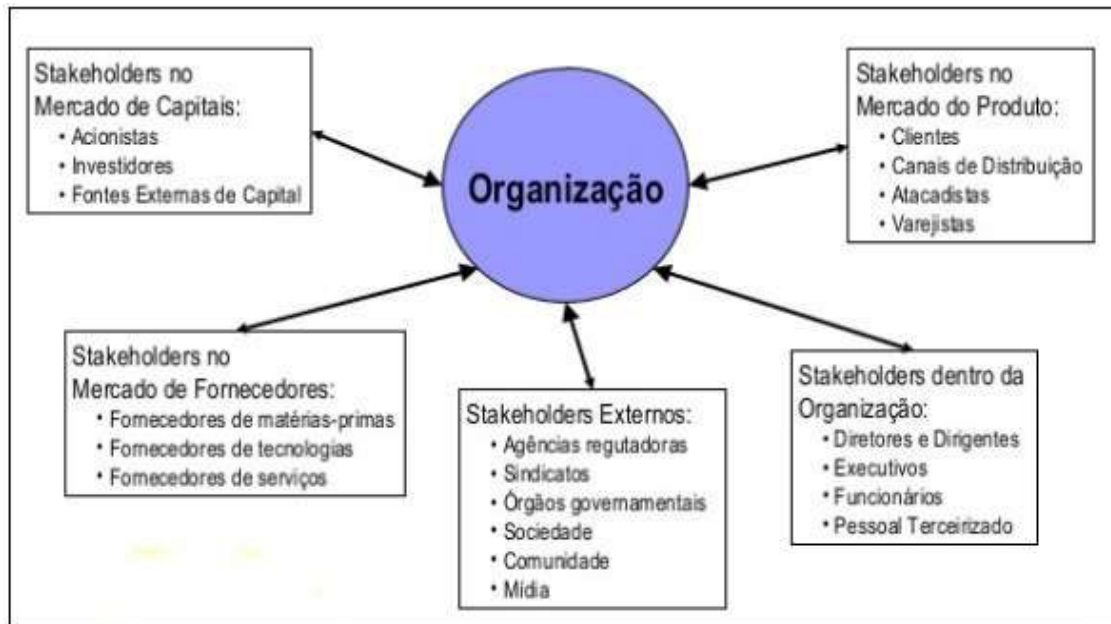 Stakeholders no
Mercado de Capitais:
• Acionistas
• Investidores
• Fontes Externas de Capital
Organização
Stakeholders no
Mercado do Produto:
• Clientes
• Canais de Distribuição
• Atacadistas
• Varejistas
Stakeholders no
Mercado de Fornecedores:
• Fornecedores de matérias-primas
• Fornecedores de tecnologias
• Fornecedores de serviços
Stakeholders Externos:
• Agências regutadoras
• Sindicatos
• Órgãos governamentais
• Sociedade
• Comunidade
• Mídia
Stakeholders dentro da
Organização:
• Diretores e Dirigentes
• Executivos
• Funcionários
• Pessoal Terceirizado